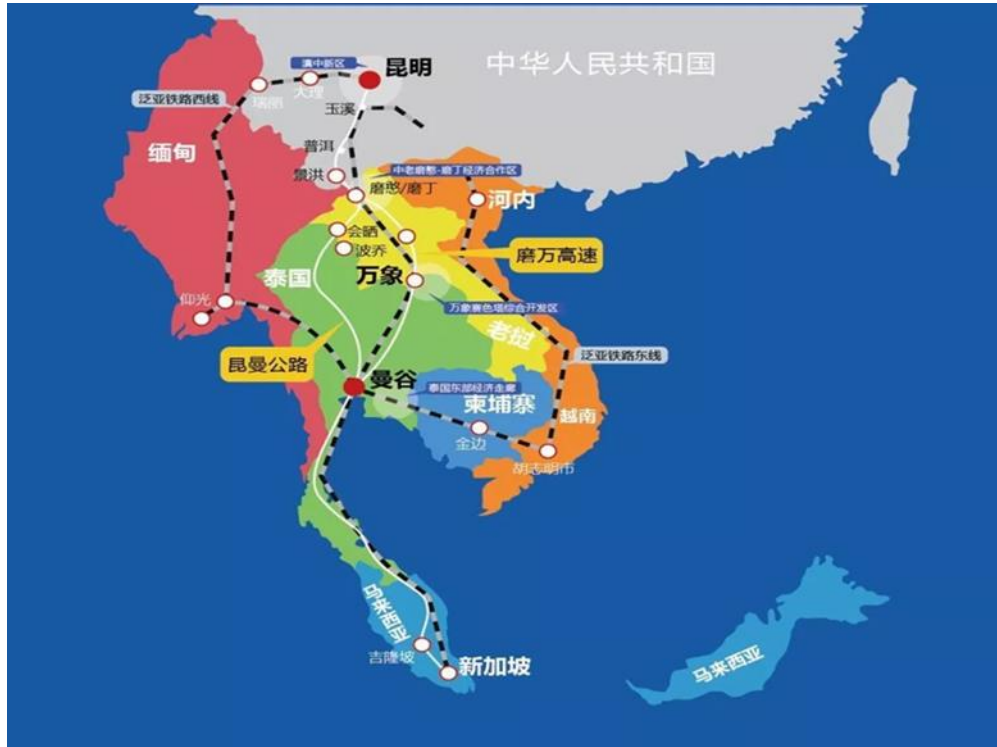 滇中新区
昆明
中华人民共和国
大理
瑞丽
泛亚铁路西线
玉溪
缅甸
普洱
中老磨憨-磨丁经济合作区
景洪
磨憨/磨丁
河内
会晒
波乔
磨万高速
泰国
万象
仰光
万象赛色塔综合开发区
老挝
昆曼公路
泛亚铁路东线
曼谷
泰国东部经济走廊
柬埔寨
越南
金边
胡志明市
马来西亚
吉隆坡
新加坡
马来西亚